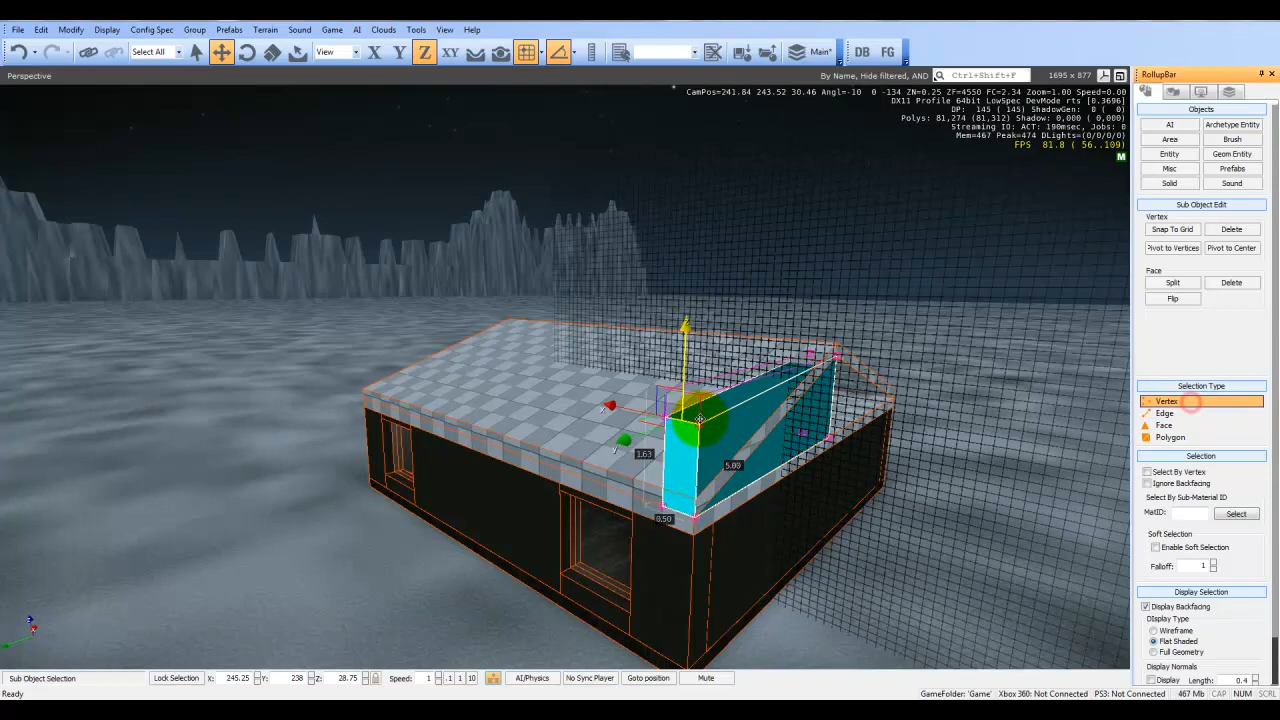 File Edit Modify Display Config Spec Group Prefabs Terrain Sound Game AI Clouds Tools View Help
Select All View X Y Z XY Main* DB FG
Perspective By Name, Hide filtered, AND Ctrl+Shift+F 1695 x 877
CamPos=241.84 243.52 30.46 Angl=-10 0 -134 ZN=0.25 ZF=4550 FC=2.34 Zoom=1.00 Speed=0.00
DX11 Profile 64bit LowSpec DevMode rts [0.3696]
DP: 145 ( 145) ShadowGen: 0 ( 0)
Polys: 81,274 (81,312) Shadow: 0,000 ( 0,000)
Streaming IO: ACT: 190msec, Jobs: 0
Mem=467 Peak=474 DLights=(0/0/0/0)
FPS 81.8 ( 56..109)
M
x
y
1.63
5.00
0.50
RollupBar
Objects
AI Archetype Entity
Area Brush
Entity Geom Entity
Misc Prefabs
Solid Sound
Sub Object Edit
Vertex
Snap To Grid Delete
Pivot to Vertices Pivot to Center
Face
Split Delete
Flip
Selection Type
Vertex
Edge
Face
Polygon
Selection
Select By Vertex
Ignore Backfacing
Select By Sub-Material ID
MatID: Select
Soft Selection
Enable Soft Selection
Falloff: 1
Display Selection
Display Backfacing
Display Type
Wireframe
Flat Shaded
Full Geometry
Display Normals
Display Length: 0.4
Sub Object Selection Lock Selection X: 245.25 Y: 238 Z: 28.75 Speed: 1 .1 1 10 AI/Physics No Sync Player Goto position Mute
Ready GameFolder: 'Game' Xbox 360: Not Connected PS3: Not Connected 467 Mb CAP NUM SCRL